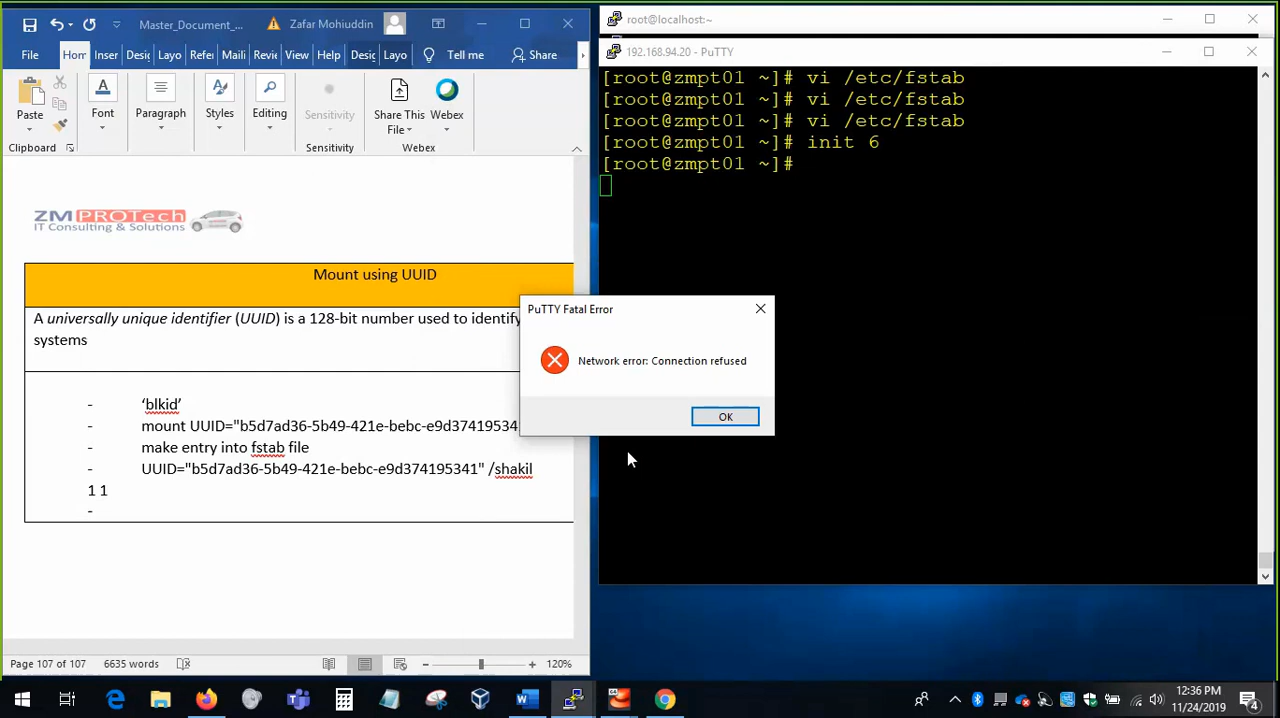 Master_Document_...
Zafar Mohiuddin
File
Hom
Inser
Desig
Layo
Refer
Maili
Revie
View
Help
Desig
Layo
Tell me
Share
Paste
Font
Paragraph
Styles
Editing
Sensitivity
Share This
File
Webex
Clipboard
Sensitivity
Webex
ZM PROTech
IT Consulting & Solutions
Mount using UUID
A universally unique identifier (UUID) is a 128-bit number used to identify
systems
- 'blkid'
- mount UUID="b5d7ad36-5b49-421e-bebc-e9d374195341
- make entry into fstab file
- UUID="b5d7ad36-5b49-421e-bebc-e9d374195341" /shakil
1 1
-
Page 107 of 107
6635 words
120%
root@localhost:~
192.168.94.20 - PuTTY
[root@zmpt01 ~]# vi /etc/fstab
[root@zmpt01 ~]# vi /etc/fstab
[root@zmpt01 ~]# vi /etc/fstab
[root@zmpt01 ~]# init 6
[root@zmpt01 ~]#
PuTTY Fatal Error
Network error: Connection refused
OK
12:36 PM
11/24/2019
4